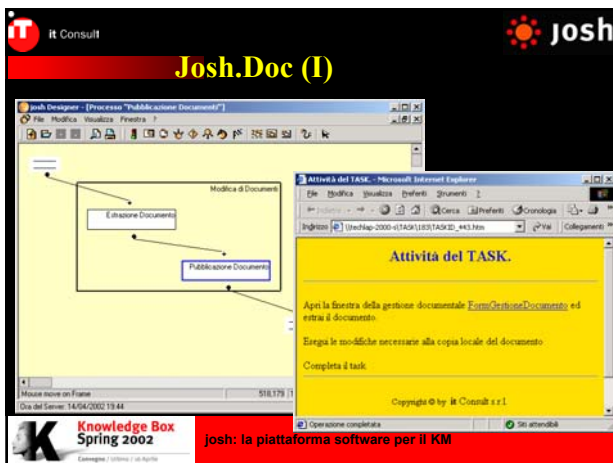 iT
it Consult
josh
Josh.Doc (I)
josh Designer - [Processo "Pubblicazione Documenti"]
File Modifica Visualizza Finestra ?
Modifica di Documenti
Estrazione Documento
Pubblicazione Documento
Mouse move on Frame
518,179
Ora del Server: 14/04/2002 19:44
Attività del TASK. - Microsoft Internet Explorer
File Modifica Visualizza Preferiti Strumenti ?
Indietro
Cerca Preferiti Cronologia
Indirizzo
Vai Collegamenti
Attività del TASK.
Apri la finestra della gestione documentale FormGestioneDocumento ed
estrai il documento.
Esegui le modifiche necessarie alla copia locale del documento
Completa il task
Copyright © by it Consult s.r.l.
Operazione completata
Siti attendibili
K
Knowledge Box
Spring 2002
josh: la piattaforma software per il KM